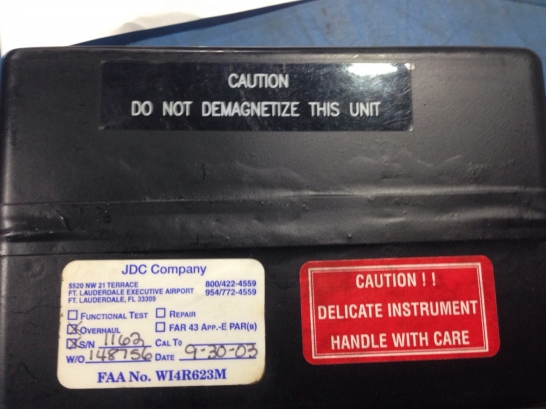 CAUTION
DO NOT DEMAGNETIZE THIS UNIT
JDC Company
5520 NW 21 TERRACE 800/422-4559
FT. LAUDERDALE EXECUTIVE AIRPORT 954/772-4559
FT. LAUDERDALE, FL 33309
FUNCTIONAL TEST REPAIR
OVERHAUL FAR 43 APP.-E PAR(B)
S/N 1162 CAL TO
W/O 148756 DATE 9-30-03
FAA No. WI4R623M
CAUTION !!
DELICATE INSTRUMENT
HANDLE WITH CARE